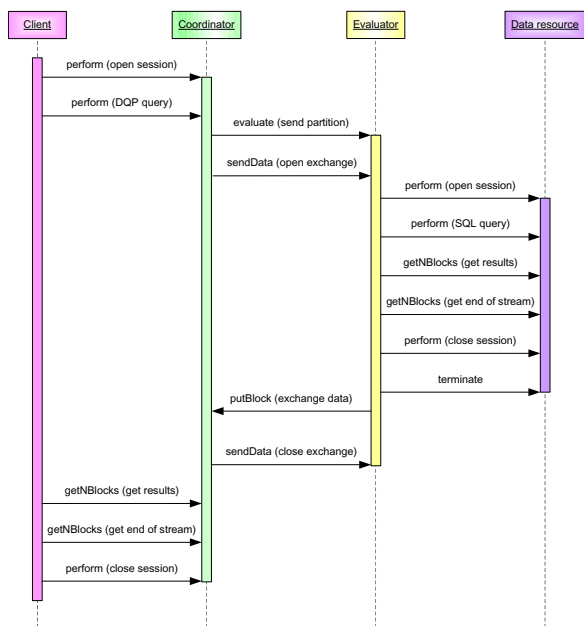 Client
Coordinator
Evaluator
Data resource
perform (open session)
perform (DQP query)
evaluate (send partition)
sendData (open exchange)
perform (open session)
perform (SQL query)
getNBlocks (get results)
getNBlocks (get end of stream)
perform (close session)
terminate
putBlock (exchange data)
sendData (close exchange)
getNBlocks (get results)
getNBlocks (get end of stream)
perform (close session)